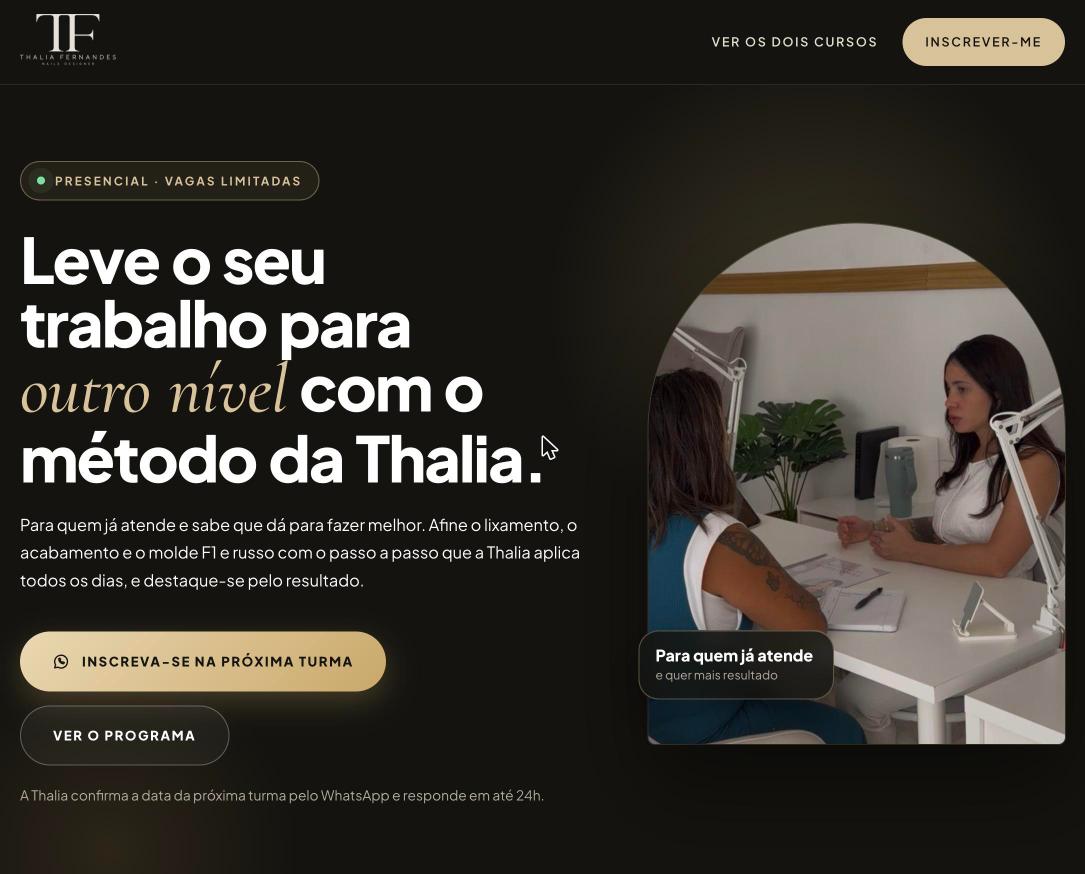 TF
THALIA FERNANDES
NAILS DESIGNER
VER OS DOIS CURSOS
INSCREVER-ME
PRESENCIAL · VAGAS LIMITADAS
Leve o seu
trabalho para
outro nível com o
método da Thalia.
Para quem já atende e sabe que dá para fazer melhor. Afine o lixamento, o
acabamento e o molde F1 e russo com o passo a passo que a Thalia aplica
todos os dias, e destaque-se pelo resultado.
INSCREVA-SE NA PRÓXIMA TURMA
VER O PROGRAMA
A Thalia confirma a data da próxima turma pelo WhatsApp e responde em até 24h.
Para quem já atende
e quer mais resultado